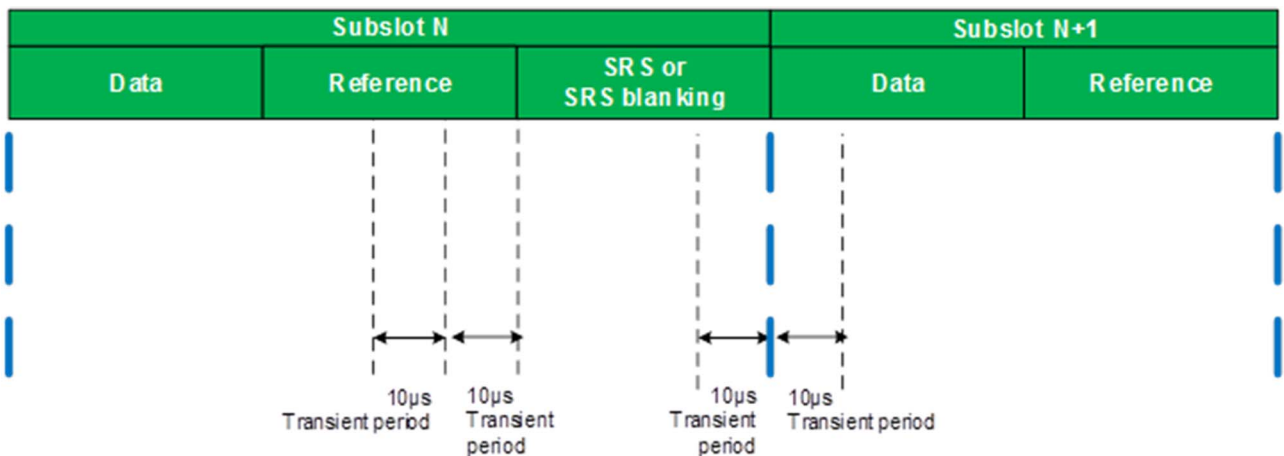 Subslot N
Subslot N+1
Data
Reference
SRS or
SRS blanking
Data
Reference
10µs
Transient period
10µs
Transient
period
10µs
Transient
period
10µs
Transient period